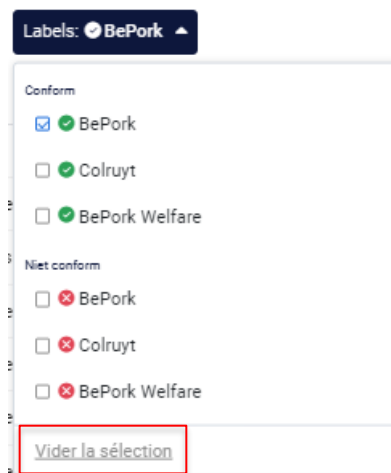 Labels: BePork
Conform
BePork
Colruyt
BePork Welfare
Niet conform
BePork
Colruyt
BePork Welfare
Vider la sélection